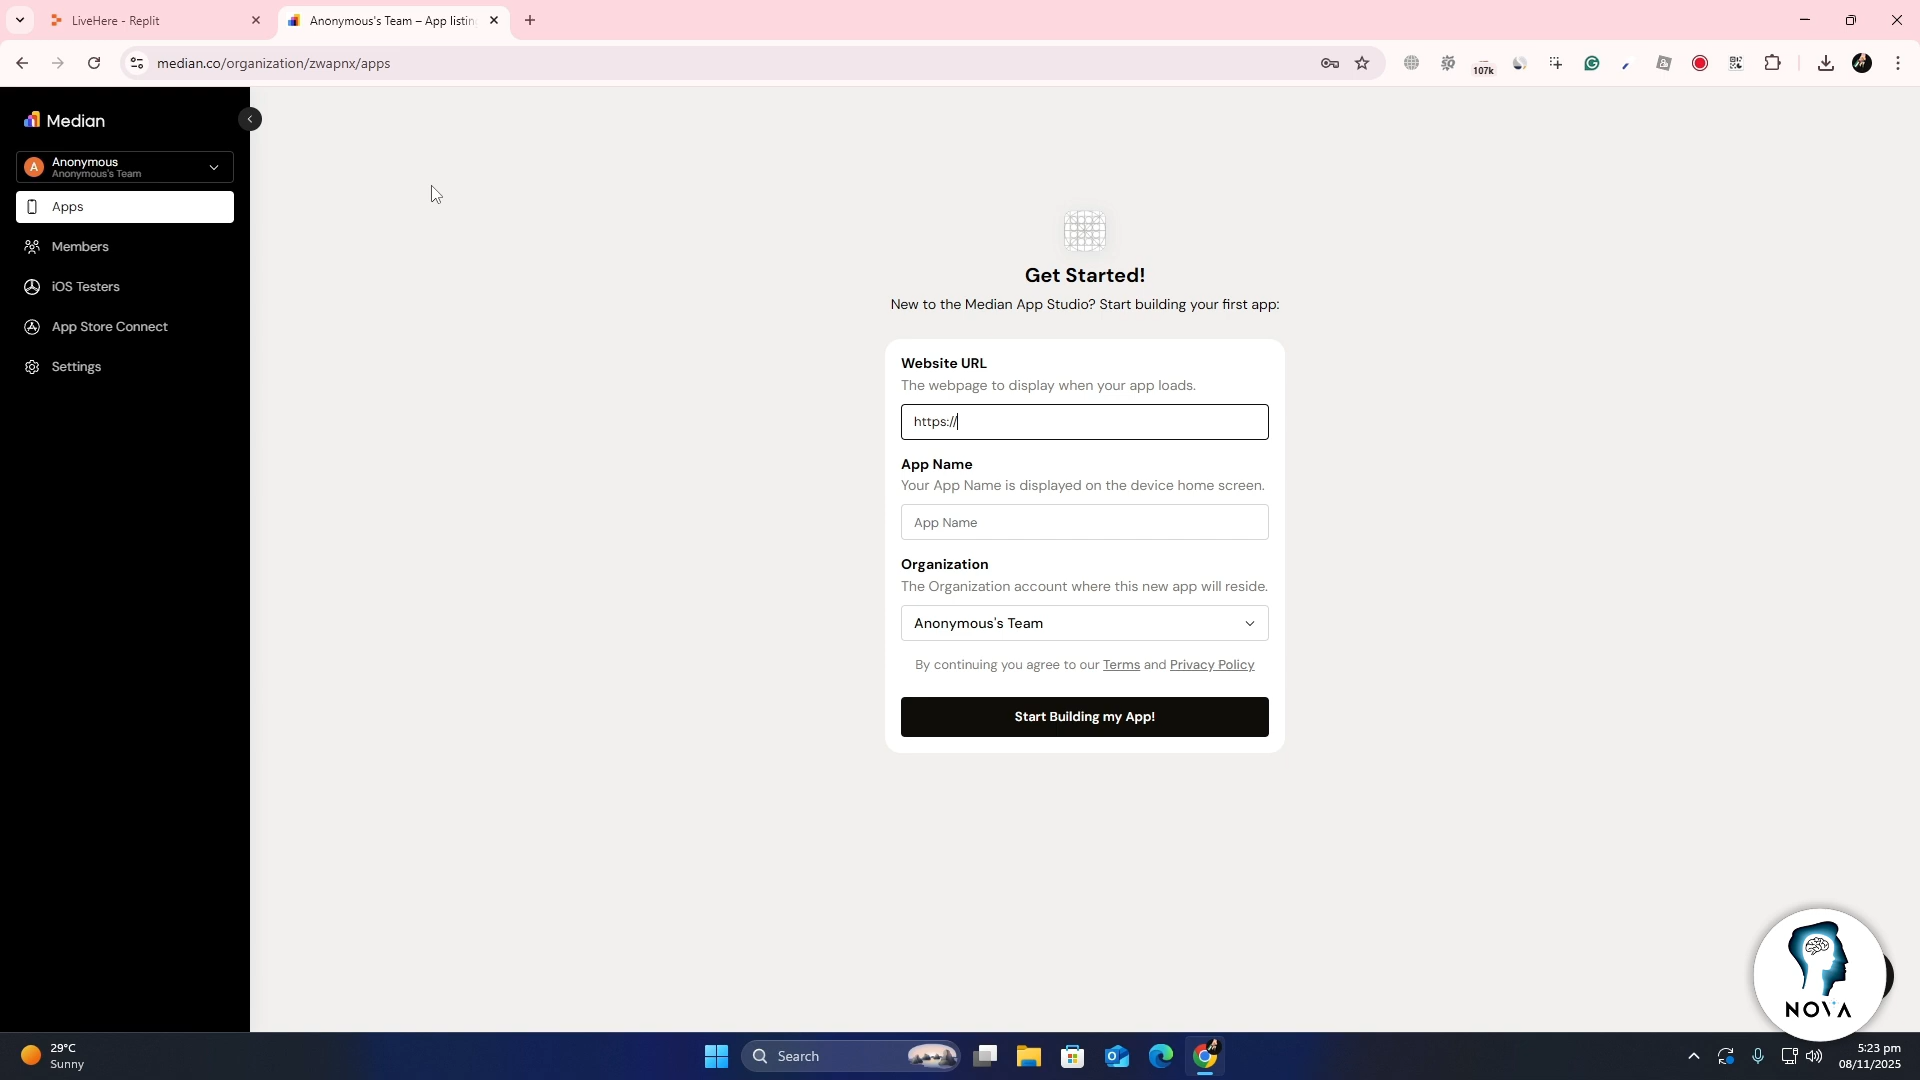 LiveHere - Replit
Anonymous's Team – App listin
median.co/organization/zwapnx/apps
107k
Median
A
Anonymous
Anonymous's Team
Apps
Members
iOS Testers
App Store Connect
Settings
Get Started!
New to the Median App Studio? Start building your first app:
Website URL
The webpage to display when your app loads.
https://
App Name
Your App Name is displayed on the device home screen.
App Name
Organization
The Organization account where this new app will reside.
Anonymous's Team
By continuing you agree to our Terms and Privacy Policy
Start Building my App!
NOVA
29°C
Sunny
Search
5:23 pm
08/11/2025